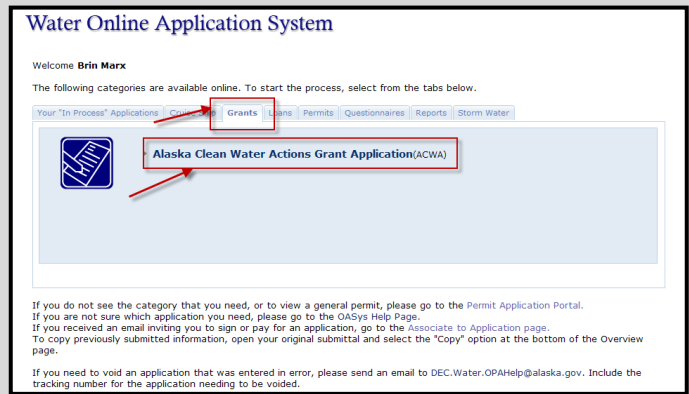 Water Online Application System
Welcome Brin Marx
The following categories are available online. To start the process, select from the tabs below.
Your "In Process" Applications Cruise Ship Grants Loans Permits Questionnaires Reports Storm Water
Alaska Clean Water Actions Grant Application(ACWA)
If you do not see the category that you need, or to view a general permit, please go to the Permit Application Portal.
If you are not sure which application you need, please go to the OASys Help Page.
If you received an email inviting you to sign or pay for an application, go to the Associate to Application page.
To copy previously submitted information, open your original submittal and select the "Copy" option at the bottom of the Overview
page.
If you need to void an application that was entered in error, please send an email to DEC.Water.OPAHelp@alaska.gov. Include the
tracking number for the application needing to be voided.